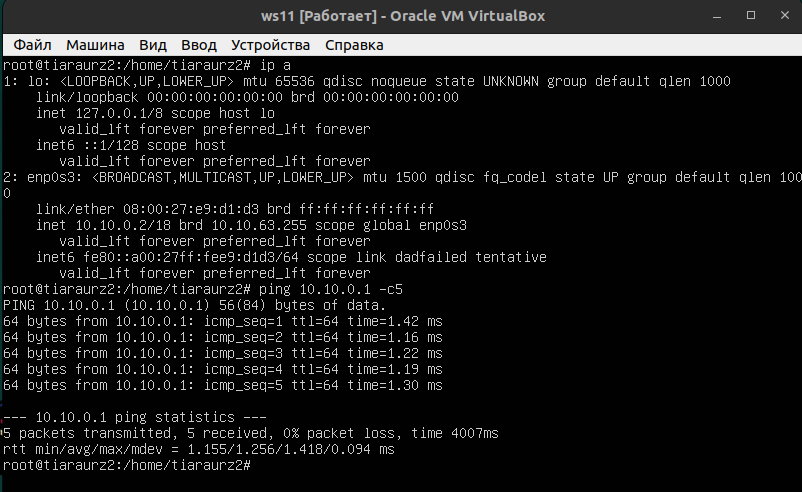 ws11 [Работает] - Oracle VM VirtualBox
Файл Машина Вид Ввод Устройства Справка
root@tiaraurz2:/home/tiaraurz2# ip a
1: lo: <LOOPBACK,UP,LOWER_UP> mtu 65536 qdisc noqueue state UNKNOWN group default qlen 1000
    link/loopback 00:00:00:00:00:00 brd 00:00:00:00:00:00
    inet 127.0.0.1/8 scope host lo
       valid_lft forever preferred_lft forever
    inet6 ::1/128 scope host
       valid_lft forever preferred_lft forever
2: enp0s3: <BROADCAST,MULTICAST,UP,LOWER_UP> mtu 1500 qdisc fq_codel state UP group default qlen 100
0
    link/ether 08:00:27:e9:d1:d3 brd ff:ff:ff:ff:ff:ff
    inet 10.10.0.2/18 brd 10.10.63.255 scope global enp0s3
       valid_lft forever preferred_lft forever
    inet6 fe80::a00:27ff:fee9:d1d3/64 scope link dadfailed tentative
       valid_lft forever preferred_lft forever
root@tiaraurz2:/home/tiaraurz2# ping 10.10.0.1 -c5
PING 10.10.0.1 (10.10.0.1) 56(84) bytes of data.
64 bytes from 10.10.0.1: icmp_seq=1 ttl=64 time=1.42 ms
64 bytes from 10.10.0.1: icmp_seq=2 ttl=64 time=1.16 ms
64 bytes from 10.10.0.1: icmp_seq=3 ttl=64 time=1.22 ms
64 bytes from 10.10.0.1: icmp_seq=4 ttl=64 time=1.19 ms
64 bytes from 10.10.0.1: icmp_seq=5 ttl=64 time=1.30 ms

--- 10.10.0.1 ping statistics ---
5 packets transmitted, 5 received, 0% packet loss, time 4007ms
rtt min/avg/max/mdev = 1.155/1.256/1.418/0.094 ms
root@tiaraurz2:/home/tiaraurz2#